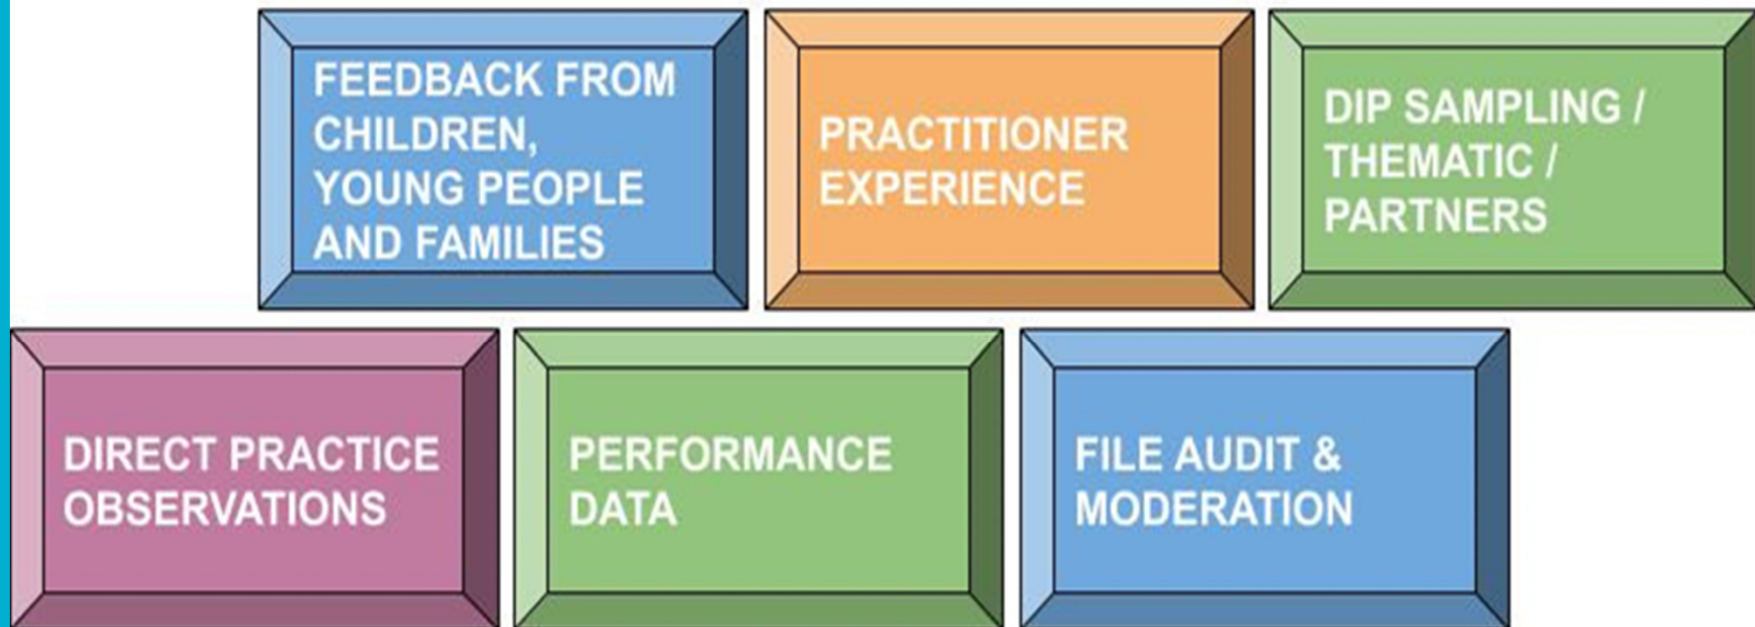 FEEDBACK FROM
CHILDREN,
YOUNG PEOPLE
AND FAMILIES
PRACTITIONER
EXPERIENCE
DIP SAMPLING /
THEMATIC /
PARTNERS
DIRECT PRACTICE
OBSERVATIONS
PERFORMANCE
DATA
FILE AUDIT &
MODERATION